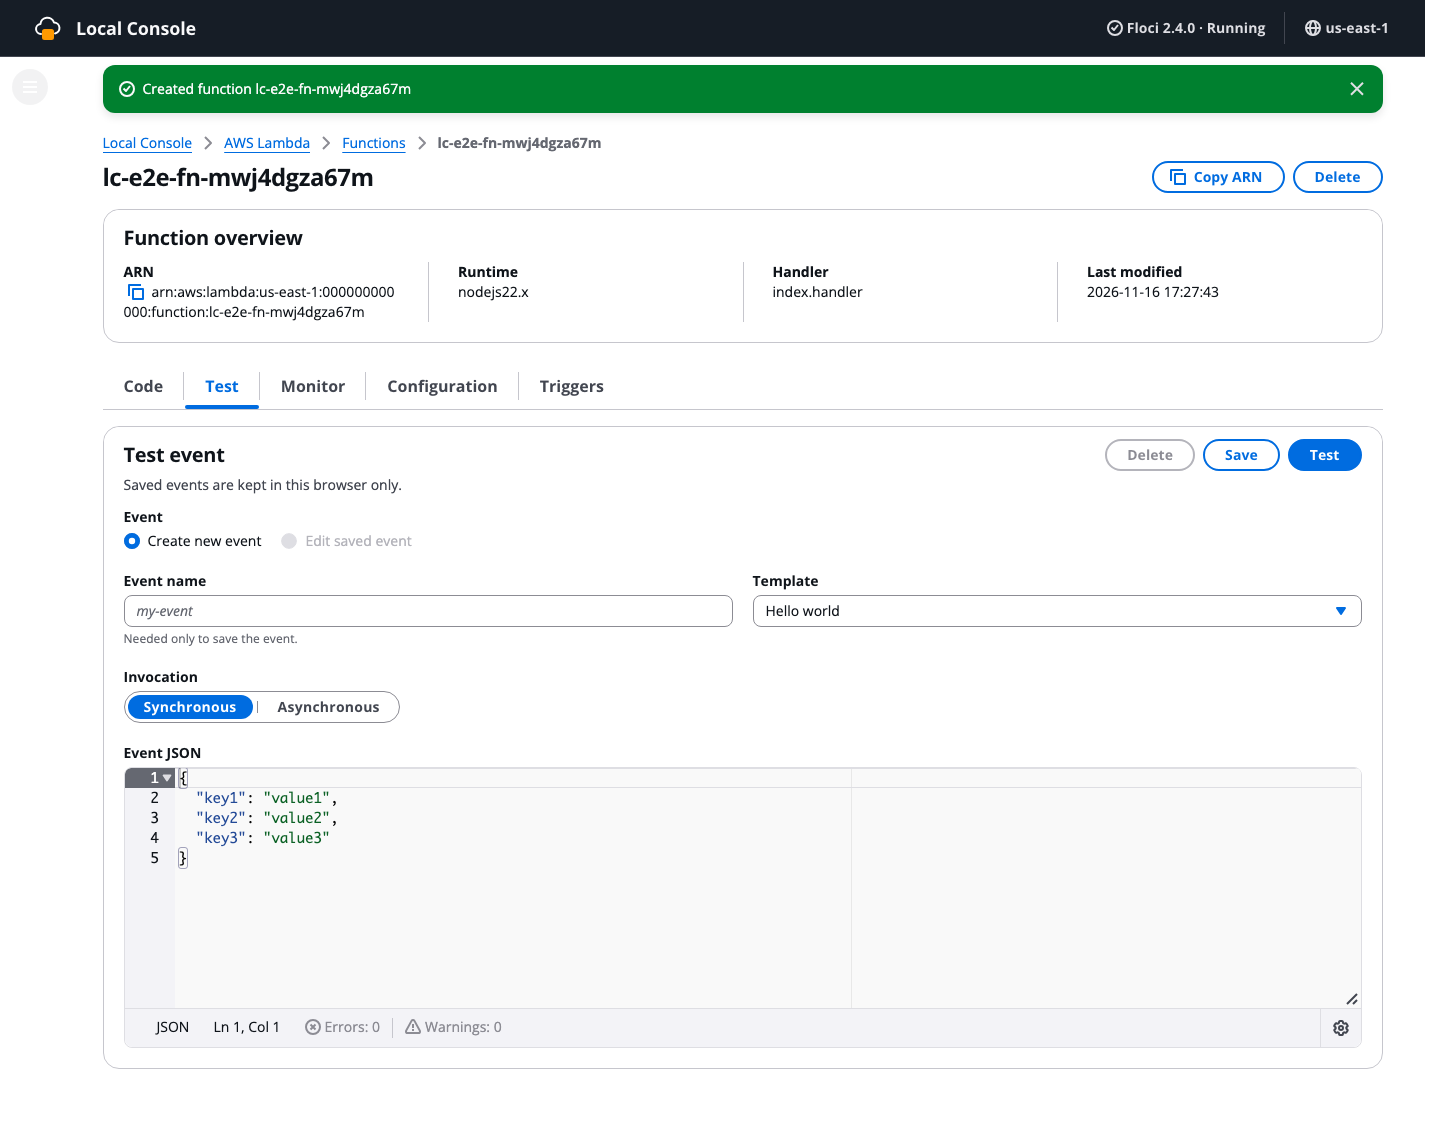 Local Console
Floci 2.4.0 · Running
us-east-1
Created function lc-e2e-fn-mwj4dgza67m
Local Console > AWS Lambda > Functions > lc-e2e-fn-mwj4dgza67m
lc-e2e-fn-mwj4dgza67m
Copy ARN
Delete
Function overview
ARN
arn:aws:lambda:us-east-1:000000000
000:function:lc-e2e-fn-mwj4dgza67m
Runtime
nodejs22.x
Handler
index.handler
Last modified
2026-11-16 17:27:43
Code
Test
Monitor
Configuration
Triggers
Test event
Delete
Save
Test
Saved events are kept in this browser only.
Event
Create new event
Edit saved event
Event name
my-event
Needed only to save the event.
Template
Hello world
Invocation
Synchronous
Asynchronous
Event JSON
1 {
2 "key1": "value1",
3 "key2": "value2",
4 "key3": "value3"
5 }
JSON
Ln 1, Col 1
Errors: 0
Warnings: 0